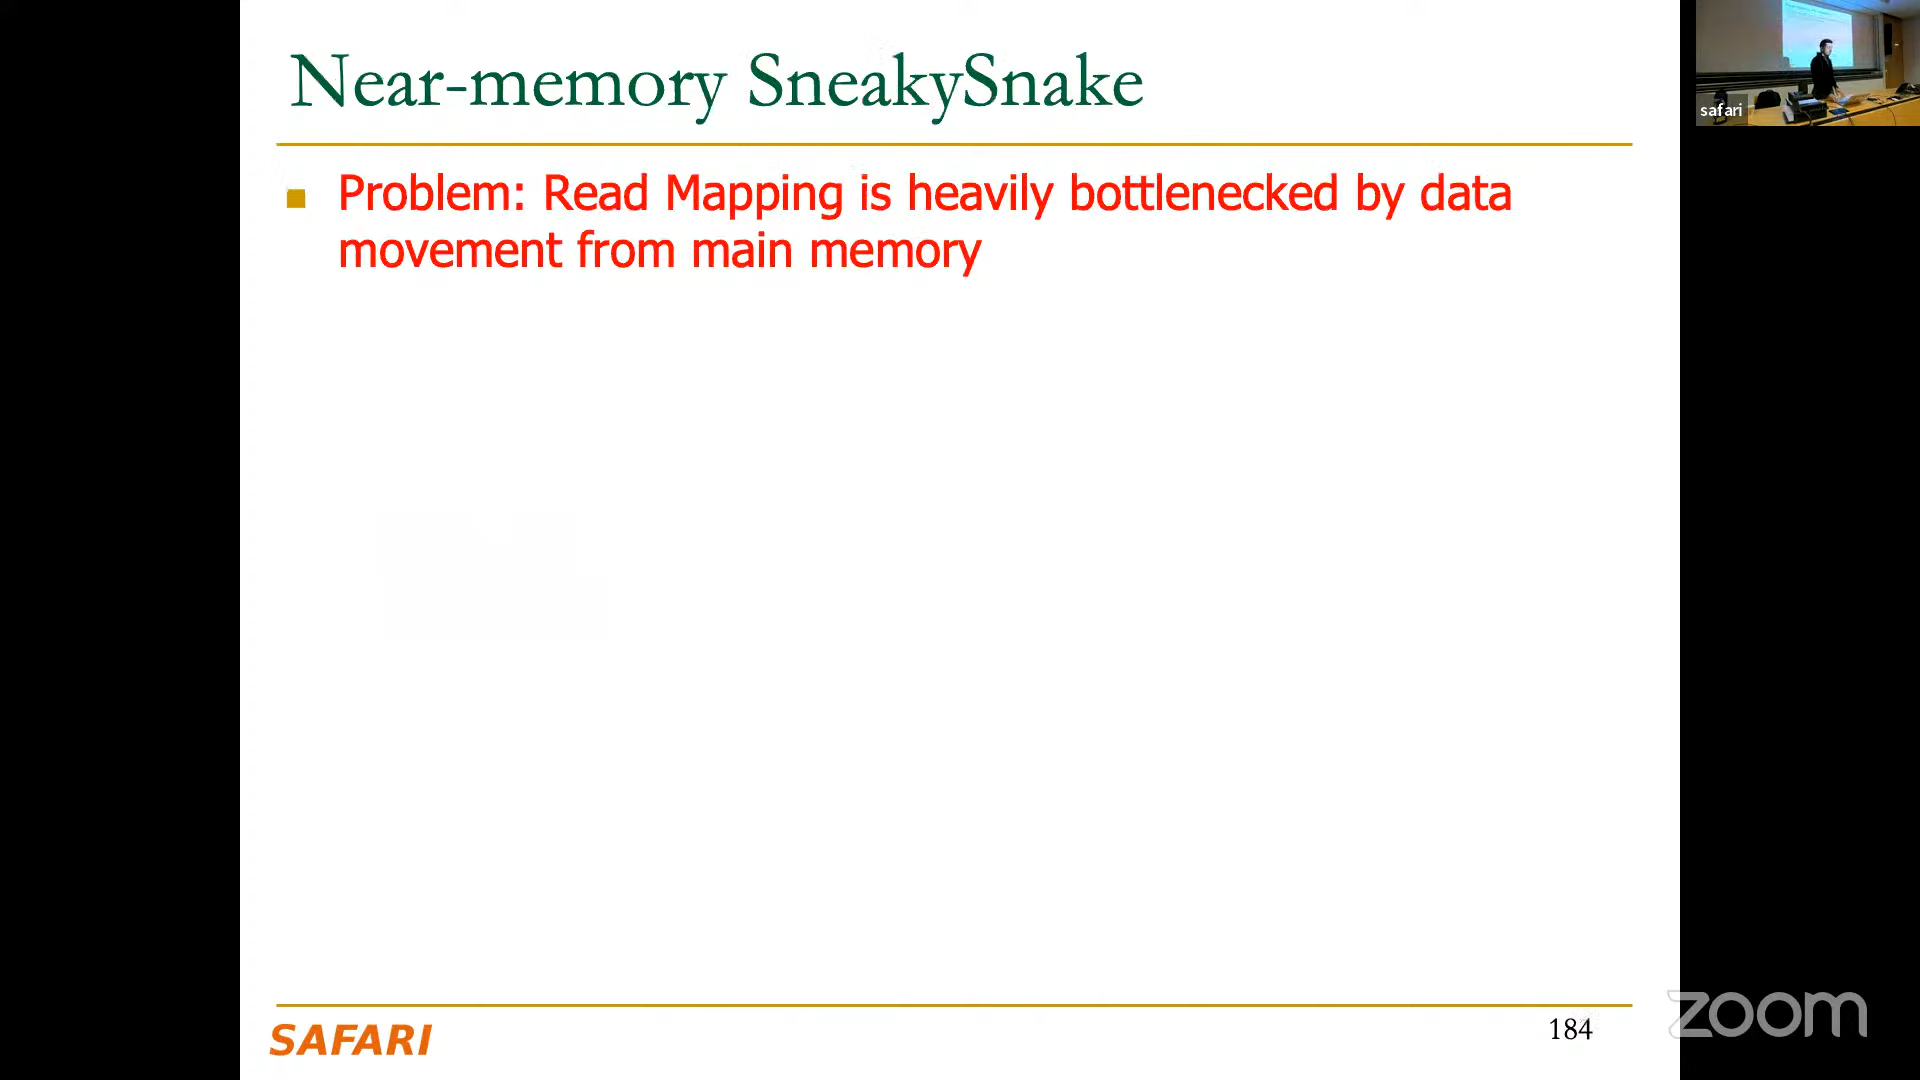 Near-memory SneakySnake
Problem: Read Mapping is heavily bottlenecked by data
movement from main memory
SAFARI
184
safari
zoom